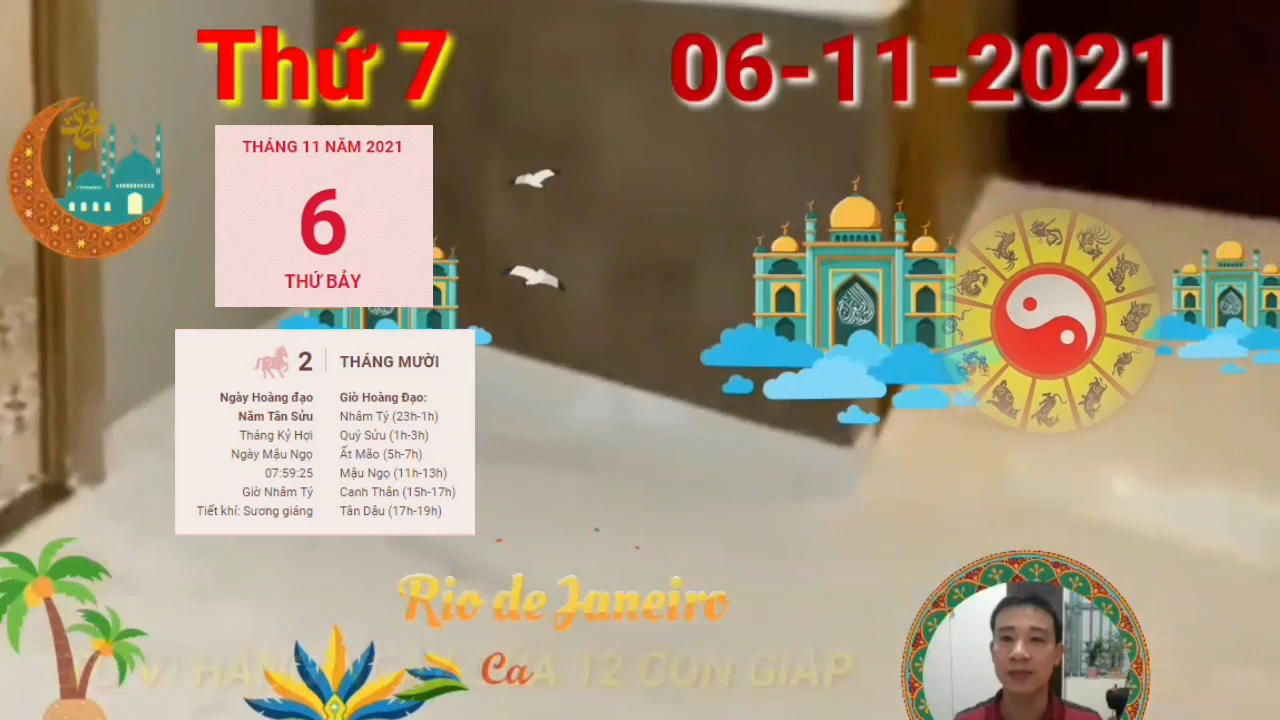 Thứ 7
06-11-2021
THÁNG 11 NĂM 2021
6
THỨ BẢY
2 THÁNG MƯỜI
Ngày Hoàng đạo
Năm Tân Sửu
Tháng Kỷ Hợi
Ngày Mậu Ngọ
07:59:25
Giờ Nhâm Tý
Tiết khí: Sương giáng
Giờ Hoàng Đạo:
Nhâm Tý (23h-1h)
Quý Sửu (1h-3h)
Ất Mão (5h-7h)
Mậu Ngọ (11h-13h)
Canh Thân (15h-17h)
Tân Dậu (17h-19h)
Rio de Janeiro
Ca
12 CON GIÁP